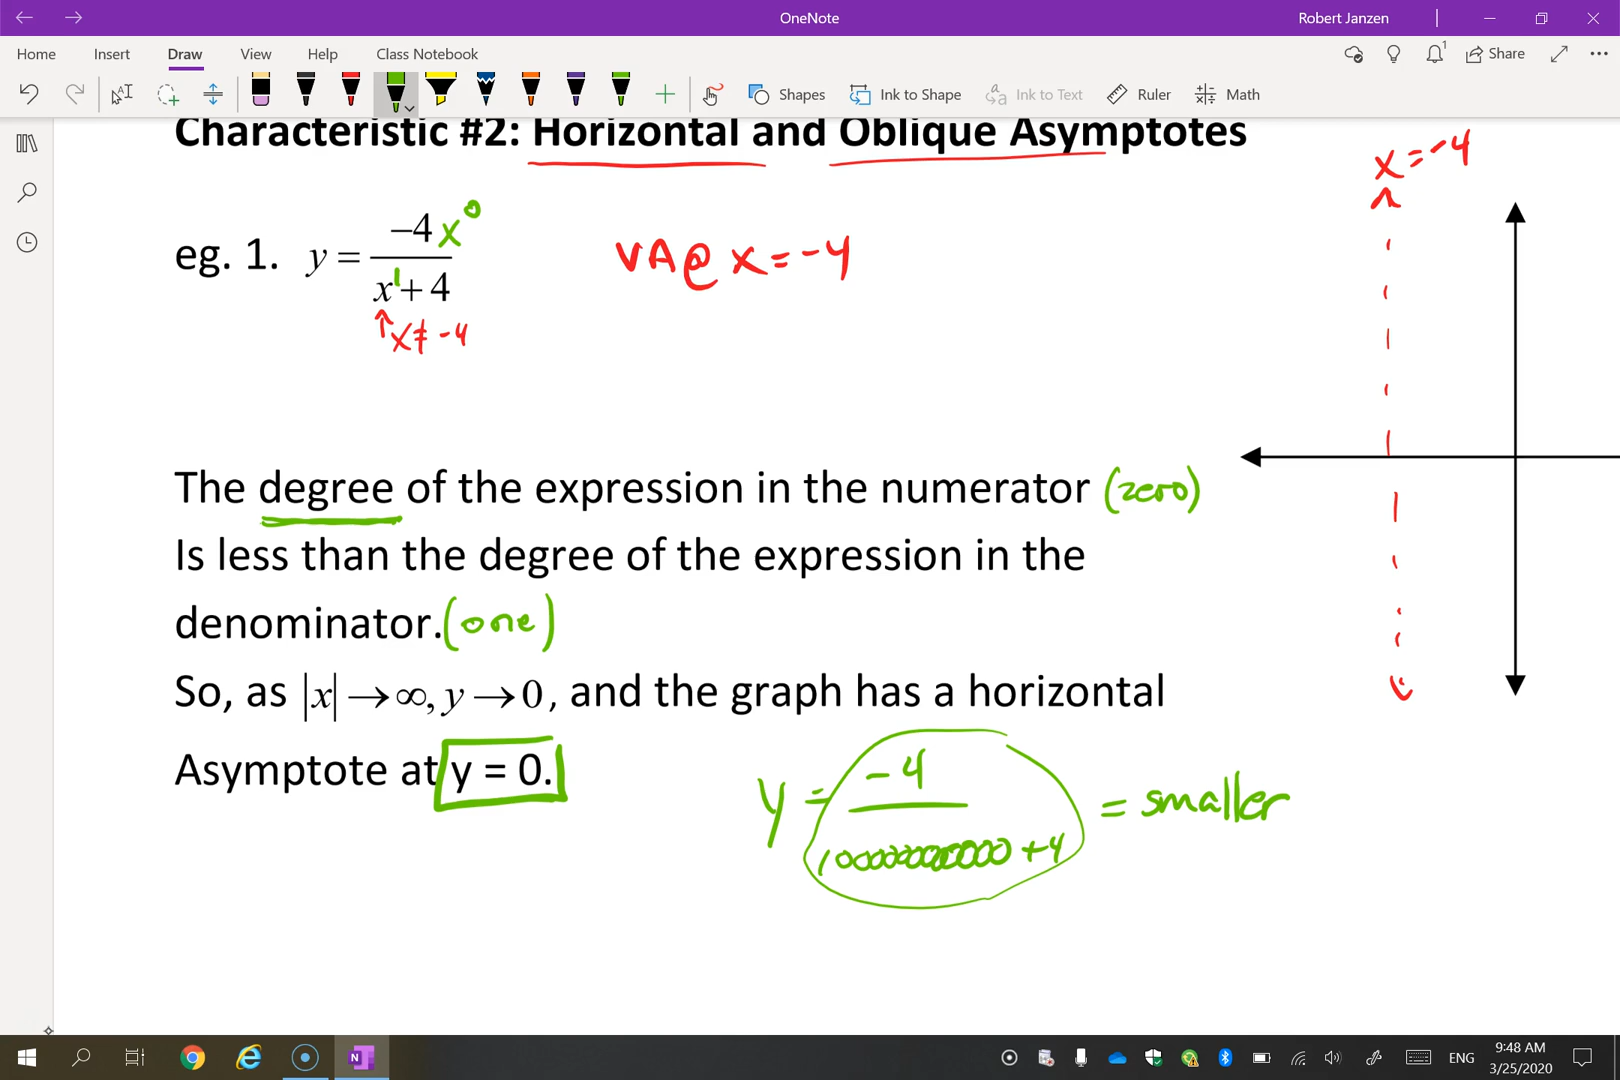 OneNote
Robert Janzen
Home Insert Draw View Help Class Notebook
1
Share
Shapes Ink to Shape Ink to Text Ruler Math
Characteristic #2: Horizontal and Oblique Asymptotes
x = -4
eg. 1. y = −4x⁰ / x¹ + 4
VA @ x = -4
x ≠ -4
The degree of the expression in the numerator (zero)
Is less than the degree of the expression in the
denominator. (one)
So, as |x| → ∞, y → 0, and the graph has a horizontal
Asymptote at y = 0.
y = -4 / 100000000000 + 4 = smaller
ENG
9:48 AM
3/25/2020